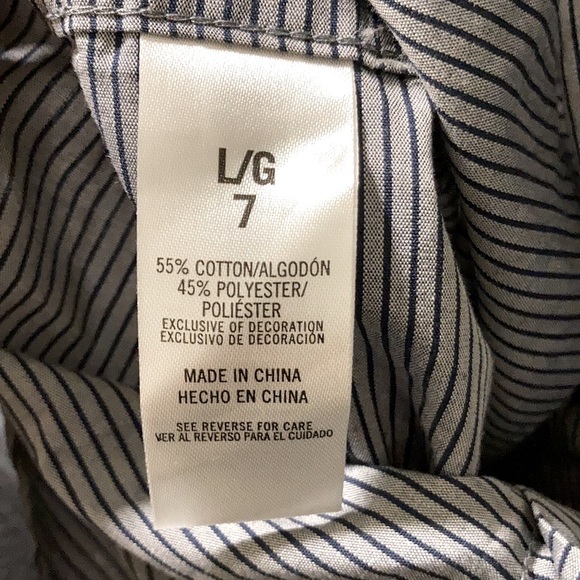 L/G
7
55% COTTON/ALGODÓN
45% POLYESTER/
POLIÉSTER
EXCLUSIVE OF DECORATION
EXCLUSIVO DE DECORACIÓN
MADE IN CHINA
HECHO EN CHINA
SEE REVERSE FOR CARE
VER AL REVERSO PARA EL CUIDADO